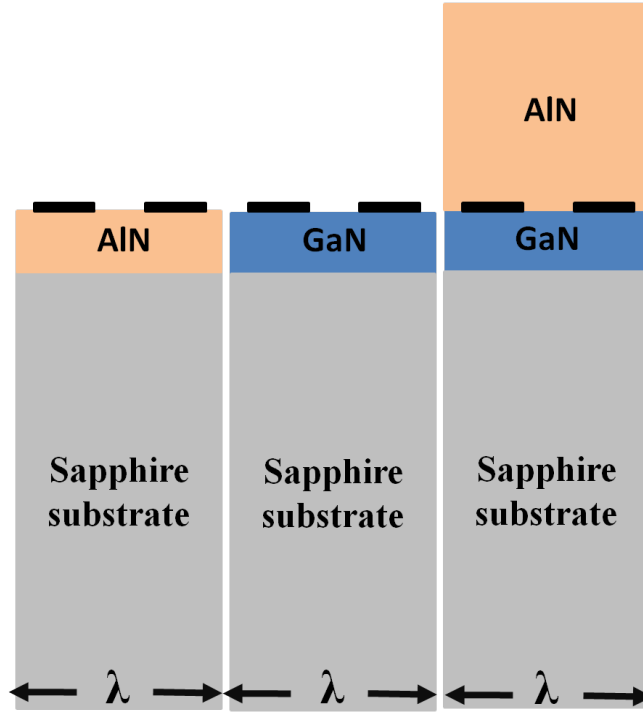 AlN
AlN
GaN
GaN
Sapphire
substrate
Sapphire
substrate
Sapphire
substrate
λ
λ
λ